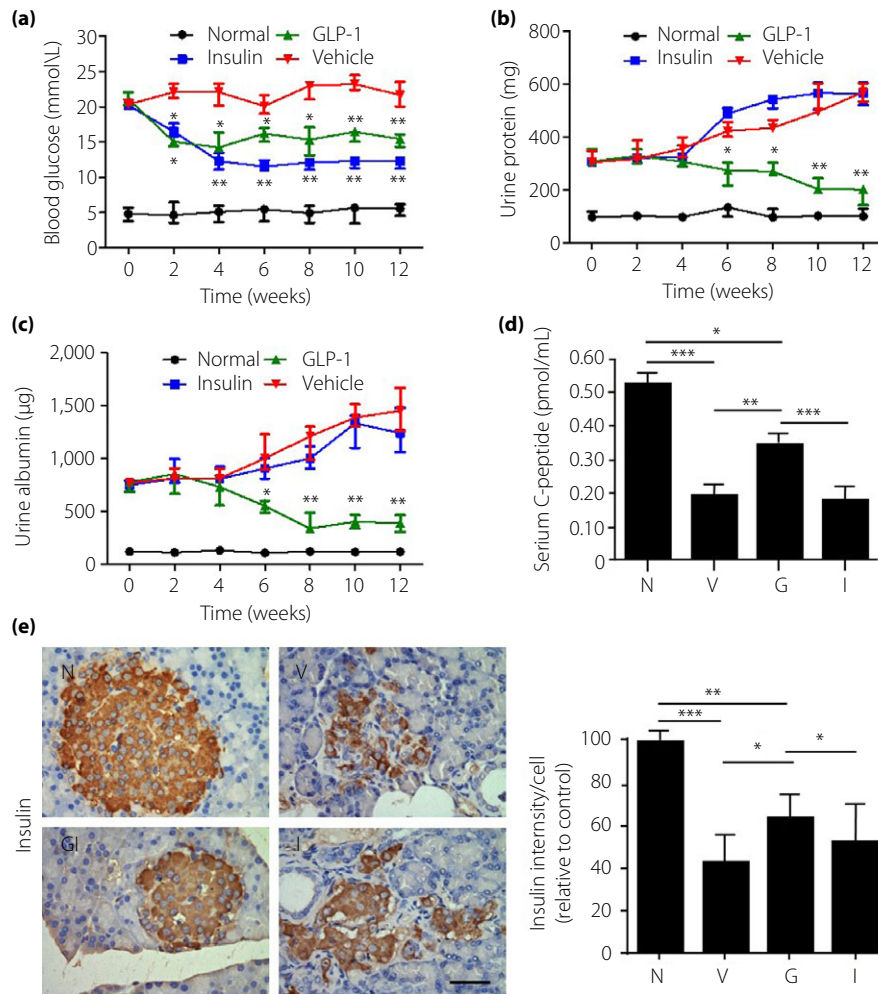 (a)
Normal GLP-1
Insulin Vehicle
Blood glucose (mmol\L)
30
25
20
15
10
5
0
* * * * ** **
* ** ** ** ** **
0 2 4 6 8 10 12
Time (weeks)
(b)
Normal GLP-1
Insulin Vehicle
Urine protein (mg)
800
600
400
200
0
* * ** **
0 2 4 6 8 10 12
Time (weeks)
(c)
Normal GLP-1
Insulin Vehicle
Urine albumin (μg)
2,000
1,500
1,000
500
0
* ** ** **
0 2 4 6 8 10 12
Time (weeks)
(d)
Serium C-peptide (pmol/mL)
0.60
0.50
0.40
0.20
0.10
0
*
***
** ***
N V G I
(e)
Insulin
N V
GI I
Insulin internsity/cell
(relative to control)
100
80
60
40
20
0
**
***
* *
N V G I